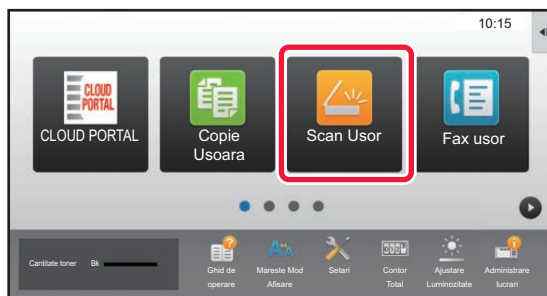 10:15
CLOUD
PORTAL
CLOUD PORTAL
Copie
Usoara
Scan Usor
Fax usor
Cantitate toner Bk
Ghid de
operare
Mareste Mod
Afisare
Setari
Contor
Total
Ajustare
Luminozitate
Administrare
lucrari